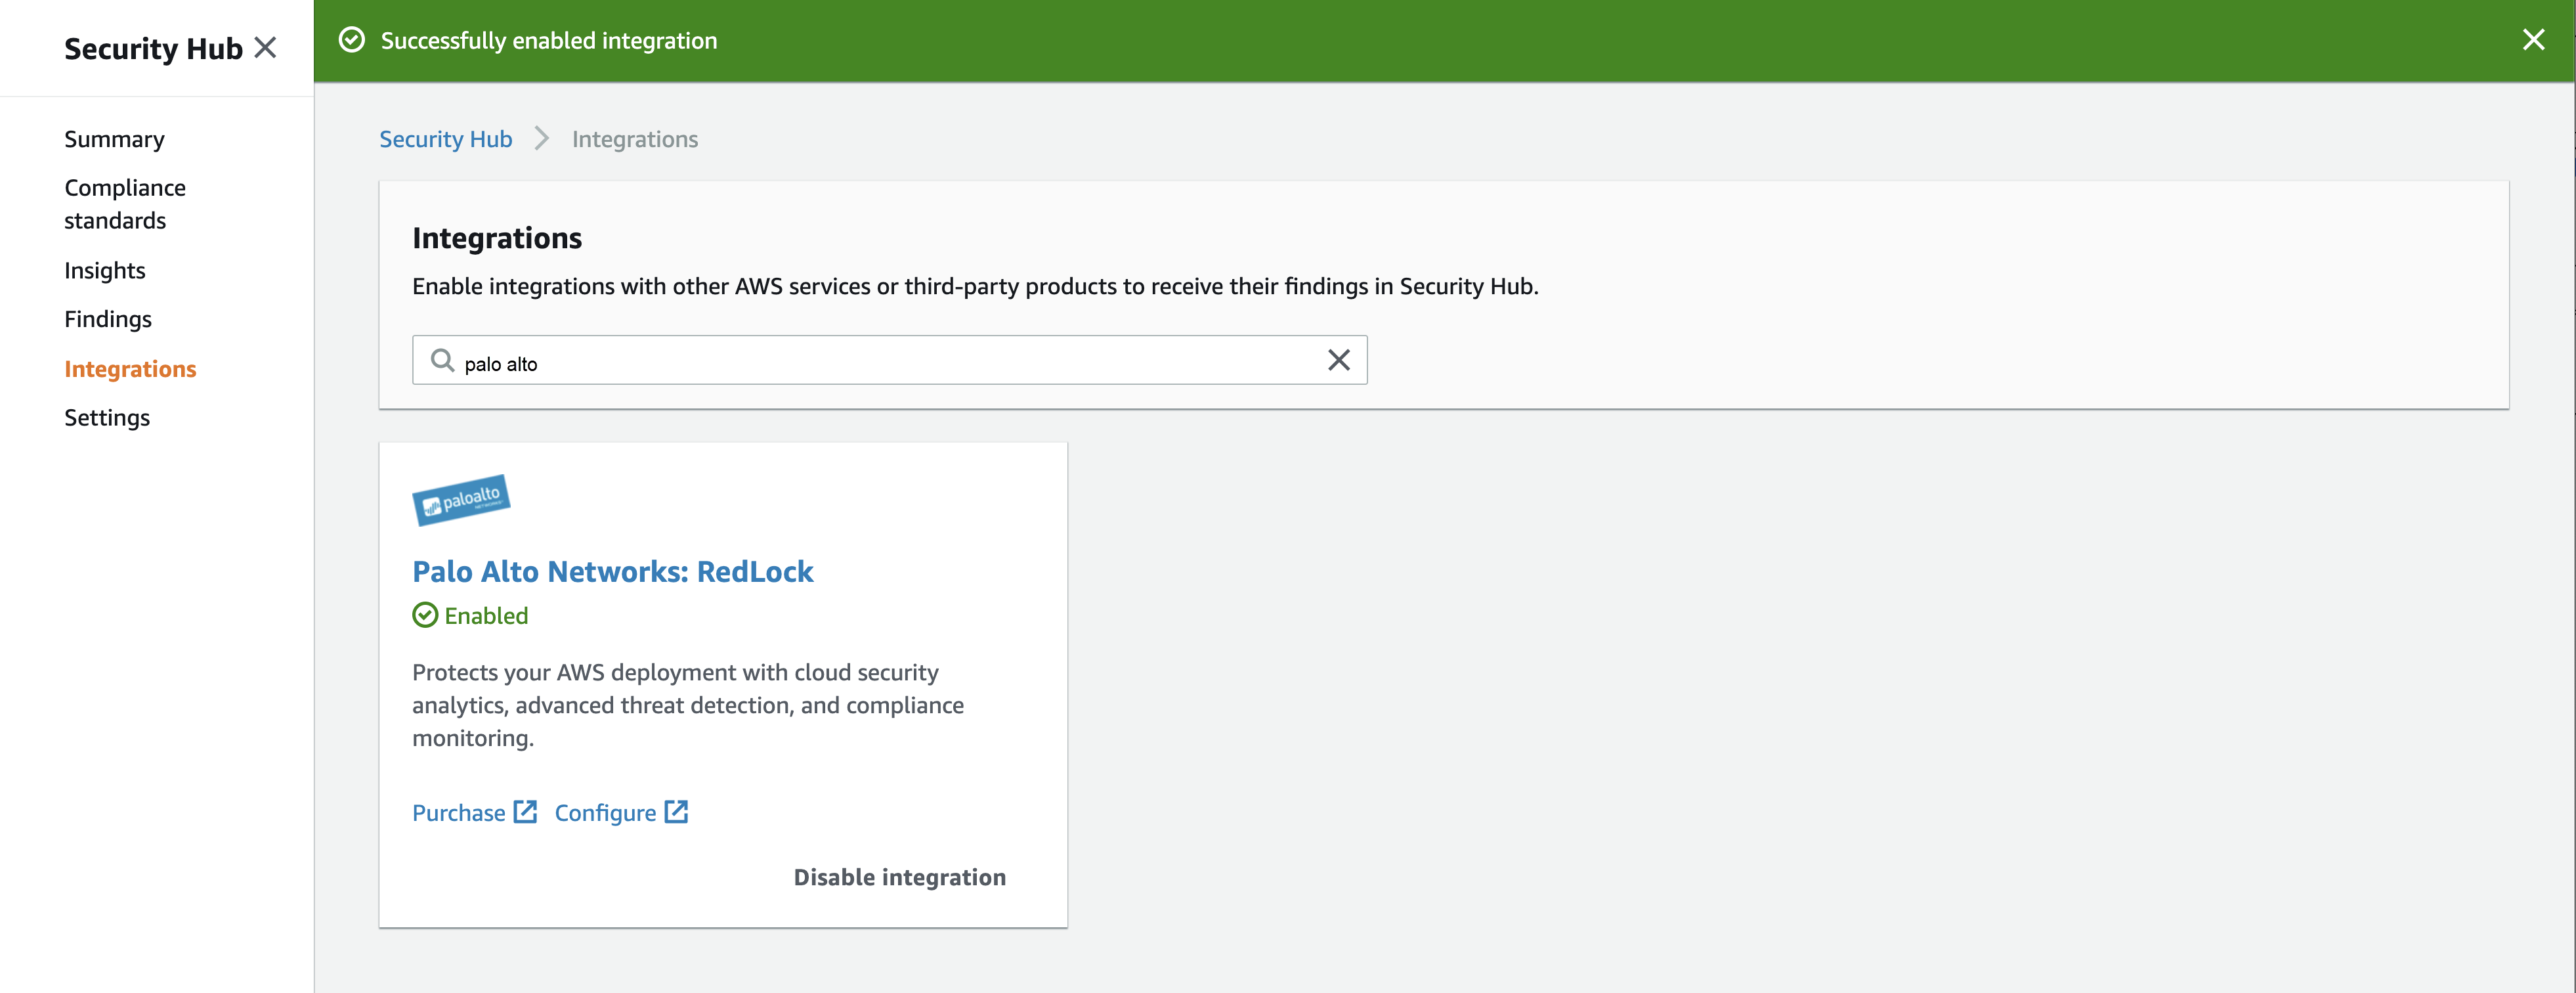 Security Hub
Summary
Compliance
standards
Insights
Findings
Integrations
Settings
Successfully enabled integration
Security Hub Integrations
Integrations
Enable integrations with other AWS services or third-party products to receive their findings in Security Hub.
palo alto
paloalto
NETWORKS
Palo Alto Networks: RedLock
Enabled
Protects your AWS deployment with cloud security
analytics, advanced threat detection, and compliance
monitoring.
Purchase Configure
Disable integration